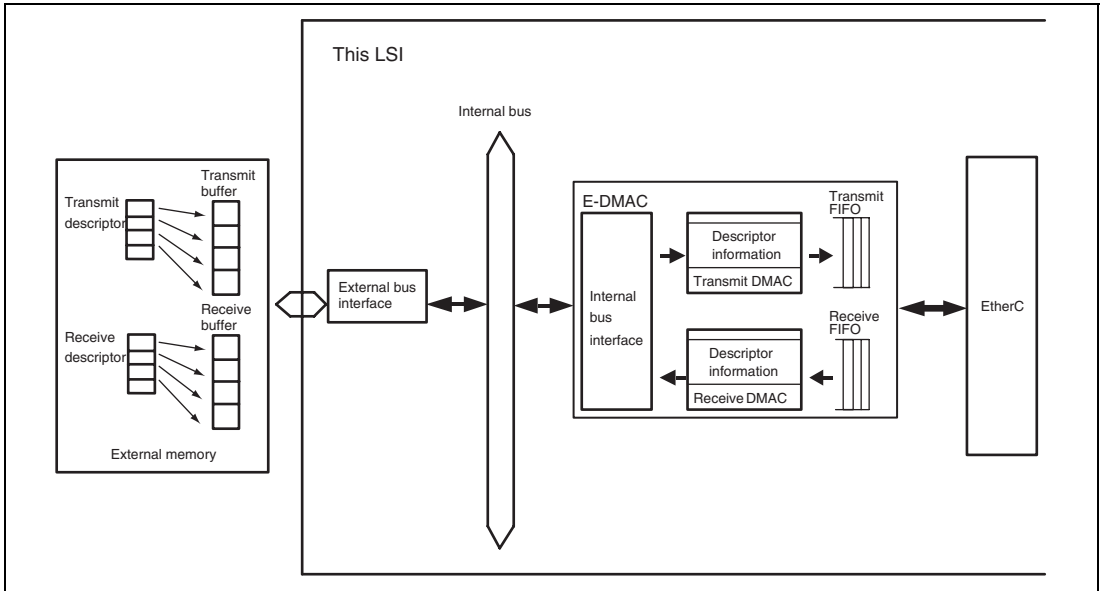 This LSI
Internal bus
Transmit
buffer
Transmit
descriptor
Receive
buffer
Receive
descriptor
External memory
External bus
interface
E-DMAC
Internal
bus
interface
Descriptor
information
Transmit DMAC
Transmit
FIFO
Descriptor
information
Receive DMAC
Receive
FIFO
EtherC